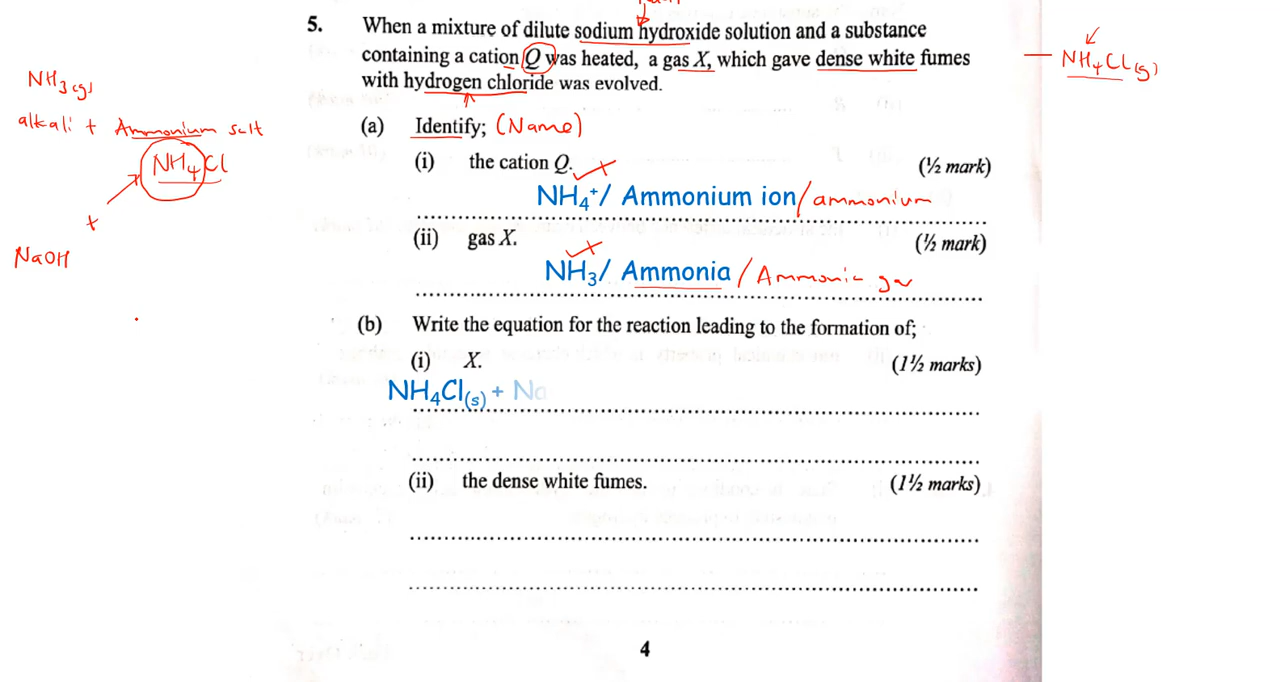 5. When a mixture of dilute sodium hydroxide solution and a substance
containing a cation Q was heated, a gas X, which gave dense white fumes
with hydrogen chloride was evolved.
NH4Cl(g)
NH3(g)
alkali + Ammonium salt
NH4Cl
+
NaOH
(a) Identify; (Name)
(i) the cation Q. (½ mark)
NH4+/ Ammonium ion/ammonium
(ii) gas X. (½ mark)
NH3/ Ammonia/Ammonia gas
(b) Write the equation for the reaction leading to the formation of;
(i) X. (1½ marks)
NH4Cl(s) + Na
(ii) the dense white fumes. (1½ marks)
4